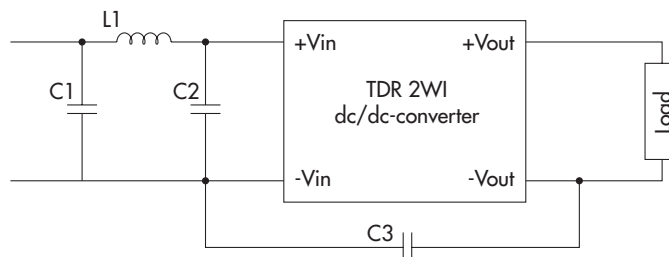 L1
+Vin
+Vout
C1
C2
TDR 2WI
dc/dc-converter
Load
-Vin
-Vout
C3